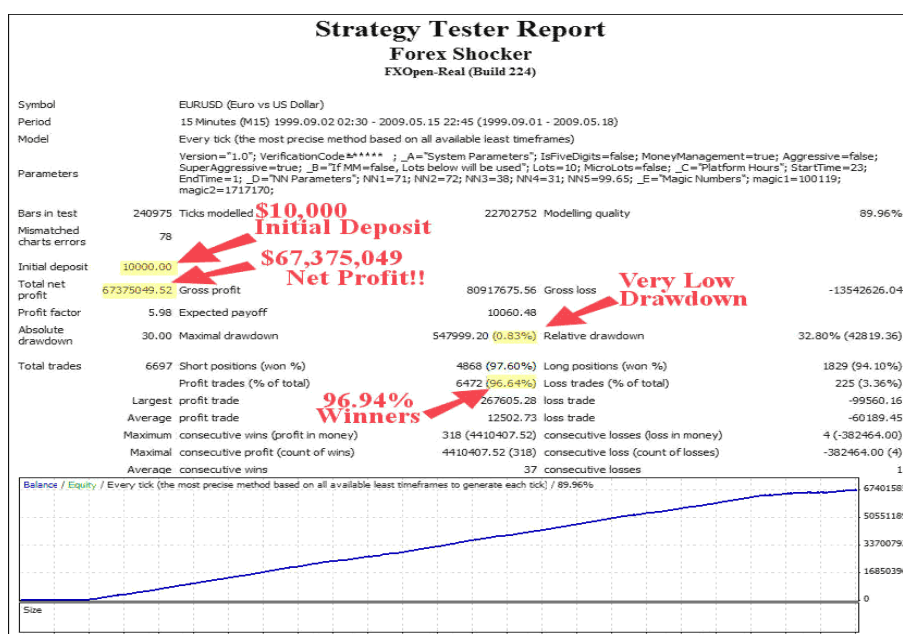 Strategy Tester Report
Forex Shocker
FXOpen-Real (Build 224)
Symbol EURUSD (Euro vs US Dollar)
Period 15 Minutes (M15) 1999.09.02 02:30 - 2009.05.15 22:45 (1999.09.01 - 2009.05.18)
Model Every tick (the most precise method based on all available least timeframes)
Parameters Version="1.0"; VerificationCode=***** ; _A="System Parameters"; IsFiveDigits=false; MoneyManagement=true; Aggressive=false;
SuperAggressive=true; _B="If MM=false, Lots below will be used"; Lots=10; MicroLots=false; _C="Platform Hours"; StartTime=23;
EndTime=1; _D="NN Parameters"; NN1=71; NN2=72; NN3=38; NN4=31; NN5=99.65; _E="Magic Numbers"; magic1=100119;
magic2=1717170;
Bars in test 240975 Ticks modelled 22702752 Modelling quality 89.96%
$10,000
Initial Deposit
Mismatched
charts errors 78
Initial deposit 10000.00
$67,375,049
Net Profit!!
Very Low
Drawdown
Total net
profit 67375049.52 Gross profit 80917675.56 Gross loss -13542626.04
Profit factor 5.98 Expected payoff 10060.48
Absolute
drawdown 30.00 Maximal drawdown 547999.20 (0.83%) Relative drawdown 32.80% (42819.36)
Total trades 6697 Short positions (won %) 4868 (97.60%) Long positions (won %) 1829 (94.10%)
Profit trades (% of total) 6472 (96.64%) Loss trades (% of total) 225 (3.36%)
96.94%
Winners
Largest profit trade 267605.28 loss trade -99560.16
Average profit trade 12502.73 loss trade -60189.45
Maximum consecutive wins (profit in money) 318 (4410407.52) consecutive losses (loss in money) 4 (-382464.00)
Maximal consecutive profit (count of wins) 4410407.52 (318) consecutive loss (count of losses) -382464.00 (4)
Average consecutive wins 37 consecutive losses 1
Balance / Equity / Every tick (the most precise method based on all available least timeframes to generate each tick) / 89.96%
6740158
5055118
3370079
1685039
0
Size